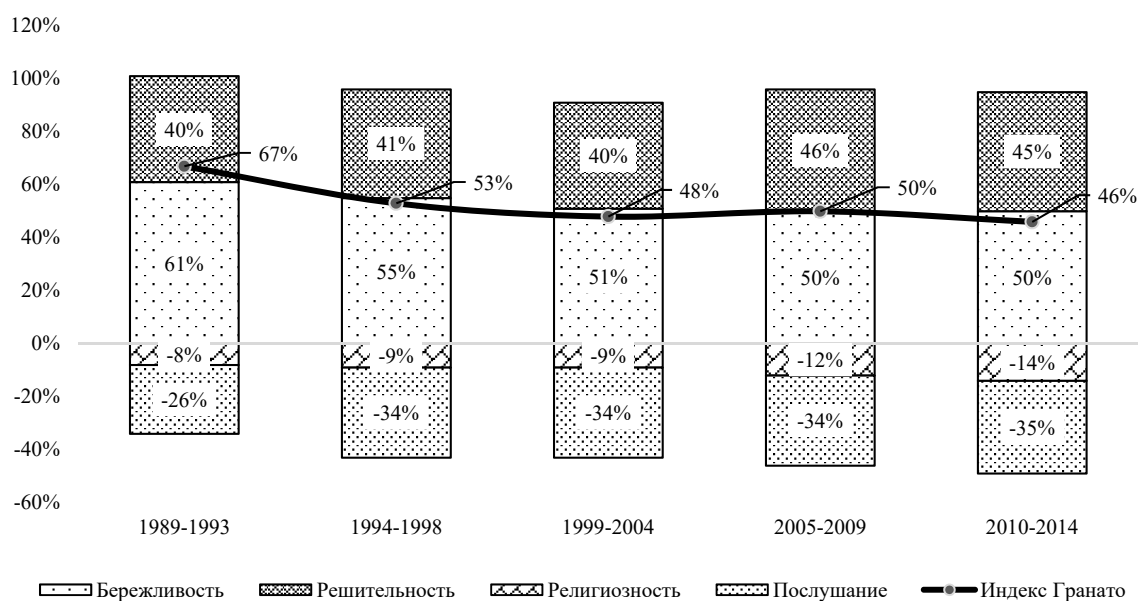 120%
100%
80%
60%
40%
20%
0%
-20%
-40%
-60%
40% 41% 40% 46% 45%
67% 53% 48% 50% 46%
61% 55% 51% 50% 50%
-8% -9% -9% -12% -14%
-26% -34% -34% -34% -35%
1989-1993 1994-1998 1999-2004 2005-2009 2010-2014
Бережливость Решительность Религиозность Послушание Индекс Гранато